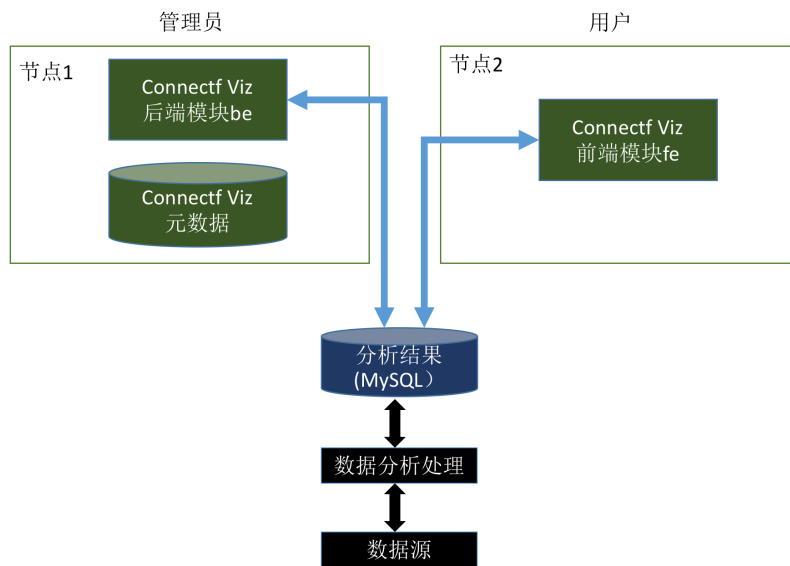 管理员
用户
节点1
Connectf Viz
后端模块be
Connectf Viz
元数据
节点2
Connectf Viz
前端模块fe
分析结果
(MySQL）
数据分析处理
数据源